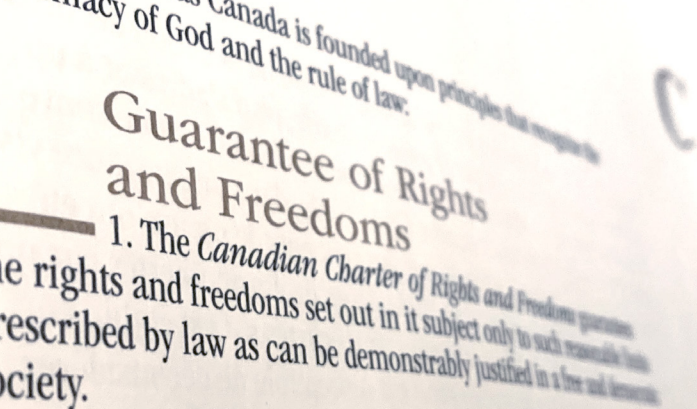 Canada is founded upon principles that recognize the
macy of God and the rule of law:
Guarantee of Rights
and Freedoms
1. The Canadian Charter of Rights and Freedoms guarantees
e rights and freedoms set out in it subject only to such reasonable limits
rescribed by law as can be demonstrably justified in a free and democratic
ociety.
C